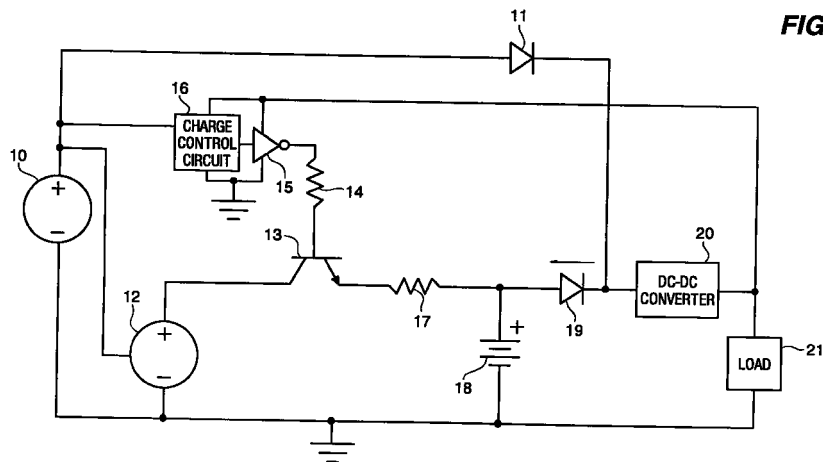 FIG
11
16
CHARGE
CONTROL
CIRCUIT
10
+
−
15
14
13
12
+
−
17
+
18
19
20
DC-DC
CONVERTER
21
LOAD